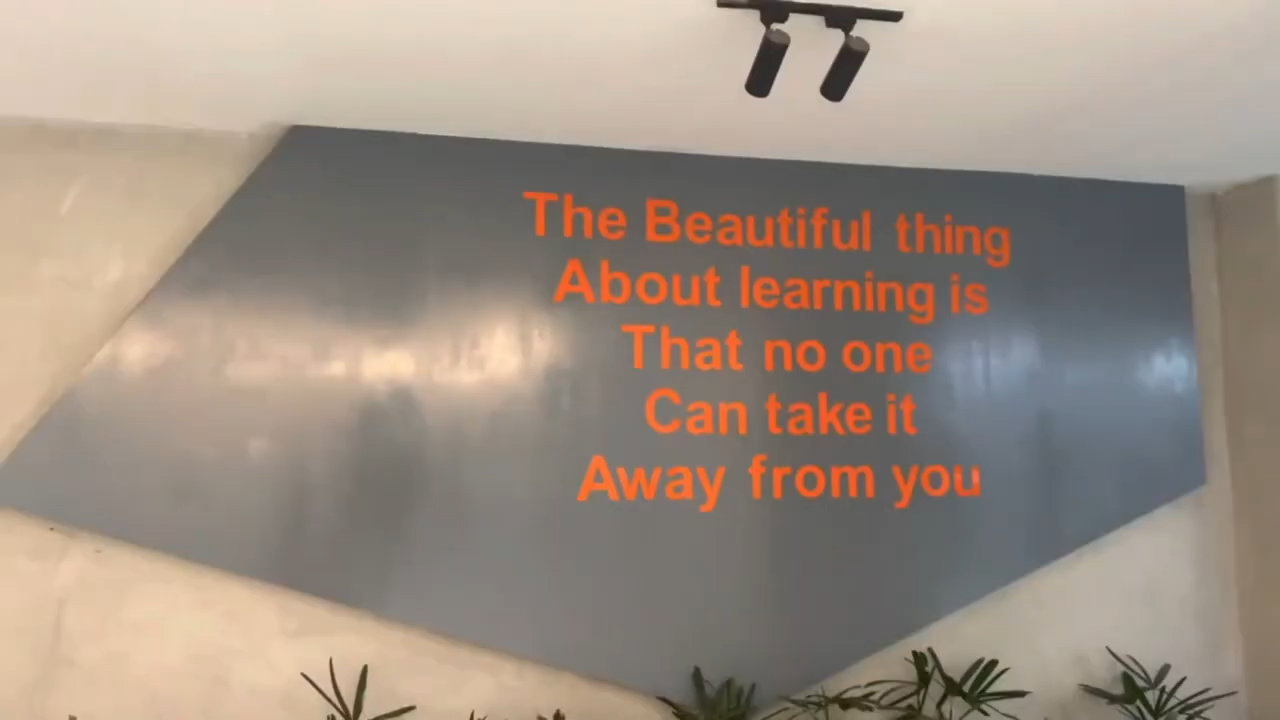 The Beautiful thing
About learning is
That no one
Can take it
Away from you